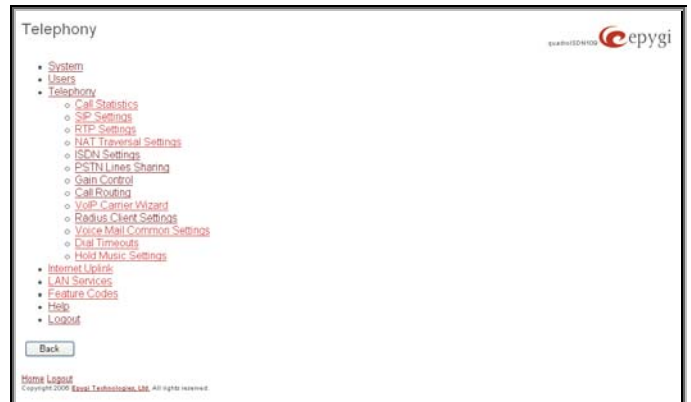 Telephony
epygi
System
Users
Telephony
Call Statistics
SIP Settings
RTP Settings
NAT Traversal Settings
ISDN Settings
PSTN Lines Sharing
Gain Control
Call Routing
VoIP Carrier Wizard
Radius Client Settings
Voice Mail Common Settings
Dial Timeouts
Hold Music Settings
Internet Uplink
LAN Services
Feature Codes
Help
Logout
Back
Home Logout
Copyright 2006 Epygi Technologies, Ltd. All rights reserved.